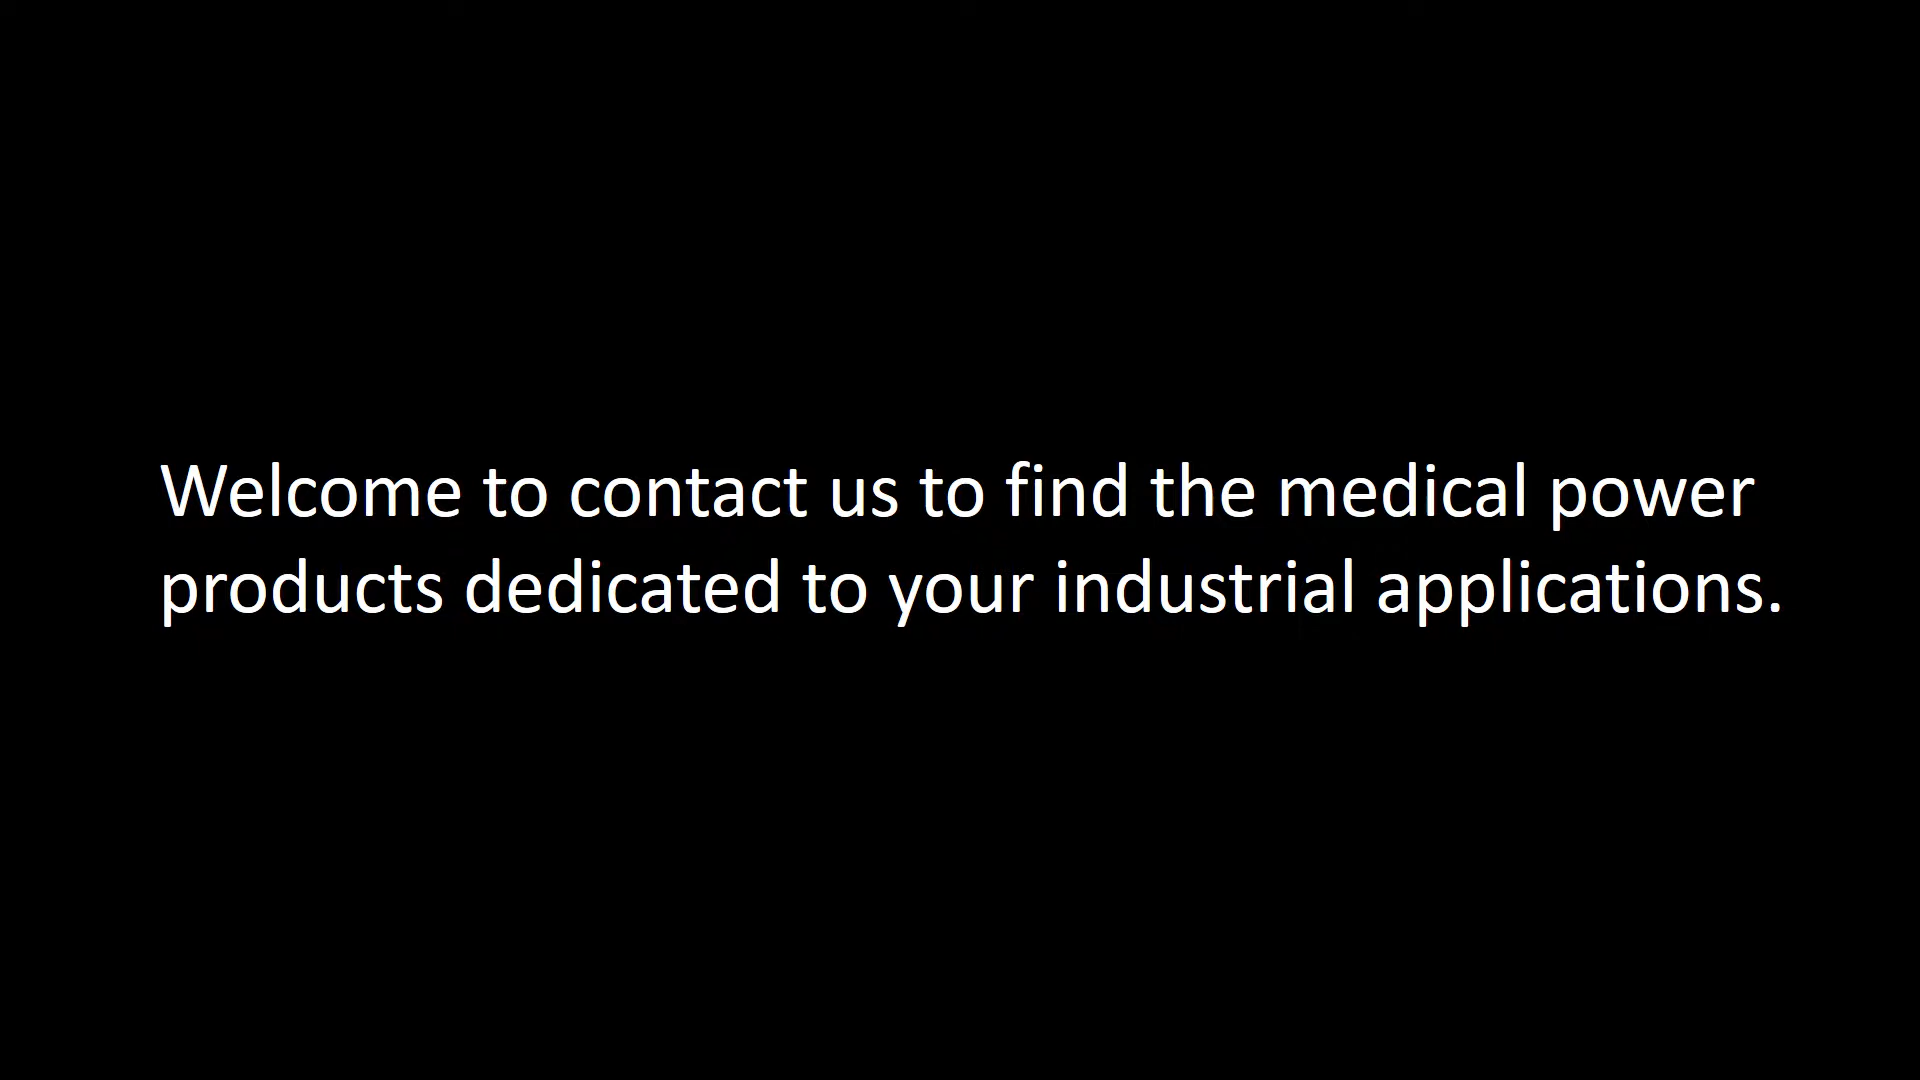 Welcome to contact us to find the medical power
products dedicated to your industrial applications.